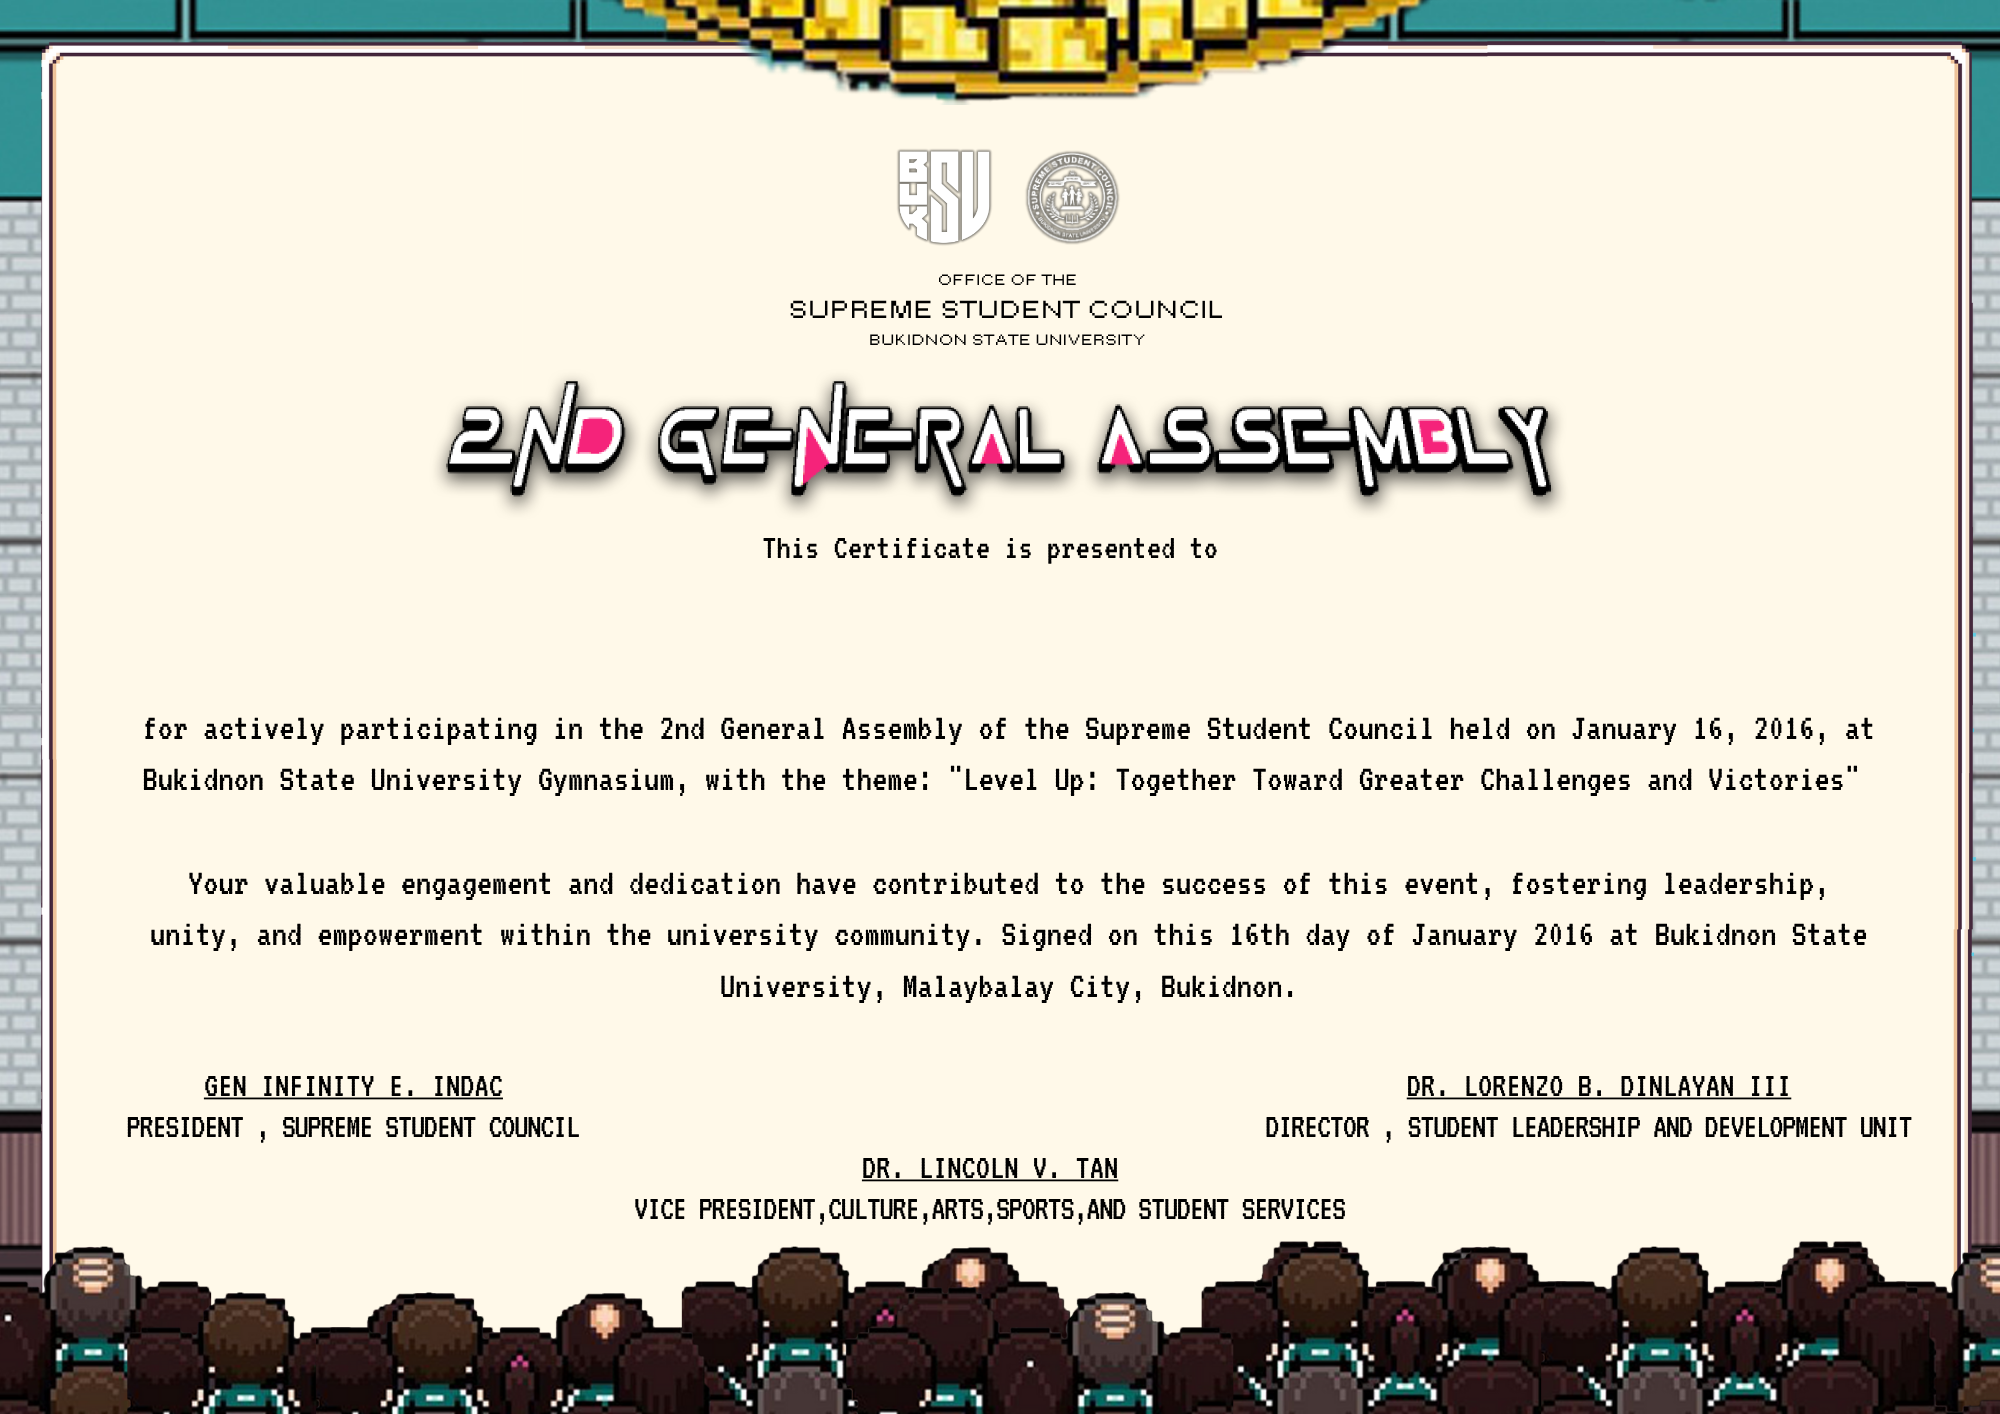 BUKSU
SUPREME STUDENT COUNCIL
BUKIDNON STATE UNIVERSITY
OFFICE OF THE
SUPREME STUDENT COUNCIL
BUKIDNON STATE UNIVERSITY
2ND GENERAL ASSEMBLY
This Certificate is presented to
for actively participating in the 2nd General Assembly of the Supreme Student Council held on January 16, 2016, at
Bukidnon State University Gymnasium, with the theme: "Level Up: Together Toward Greater Challenges and Victories"
Your valuable engagement and dedication have contributed to the success of this event, fostering leadership,
unity, and empowerment within the university community. Signed on this 16th day of January 2016 at Bukidnon State
University, Malaybalay City, Bukidnon.
GEN INFINITY E. INDAC
PRESIDENT , SUPREME STUDENT COUNCIL
DR. LORENZO B. DINLAYAN III
DIRECTOR , STUDENT LEADERSHIP AND DEVELOPMENT UNIT
DR. LINCOLN V. TAN
VICE PRESIDENT,CULTURE,ARTS,SPORTS,AND STUDENT SERVICES